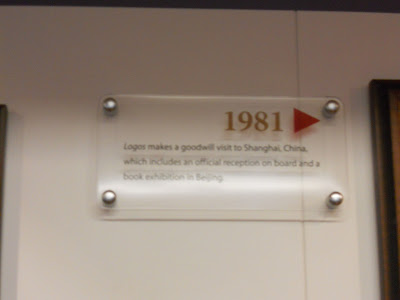 1981
Logos makes a goodwill visit to Shanghai, China,
which includes an official reception on board and a
book exhibition in Beijing.